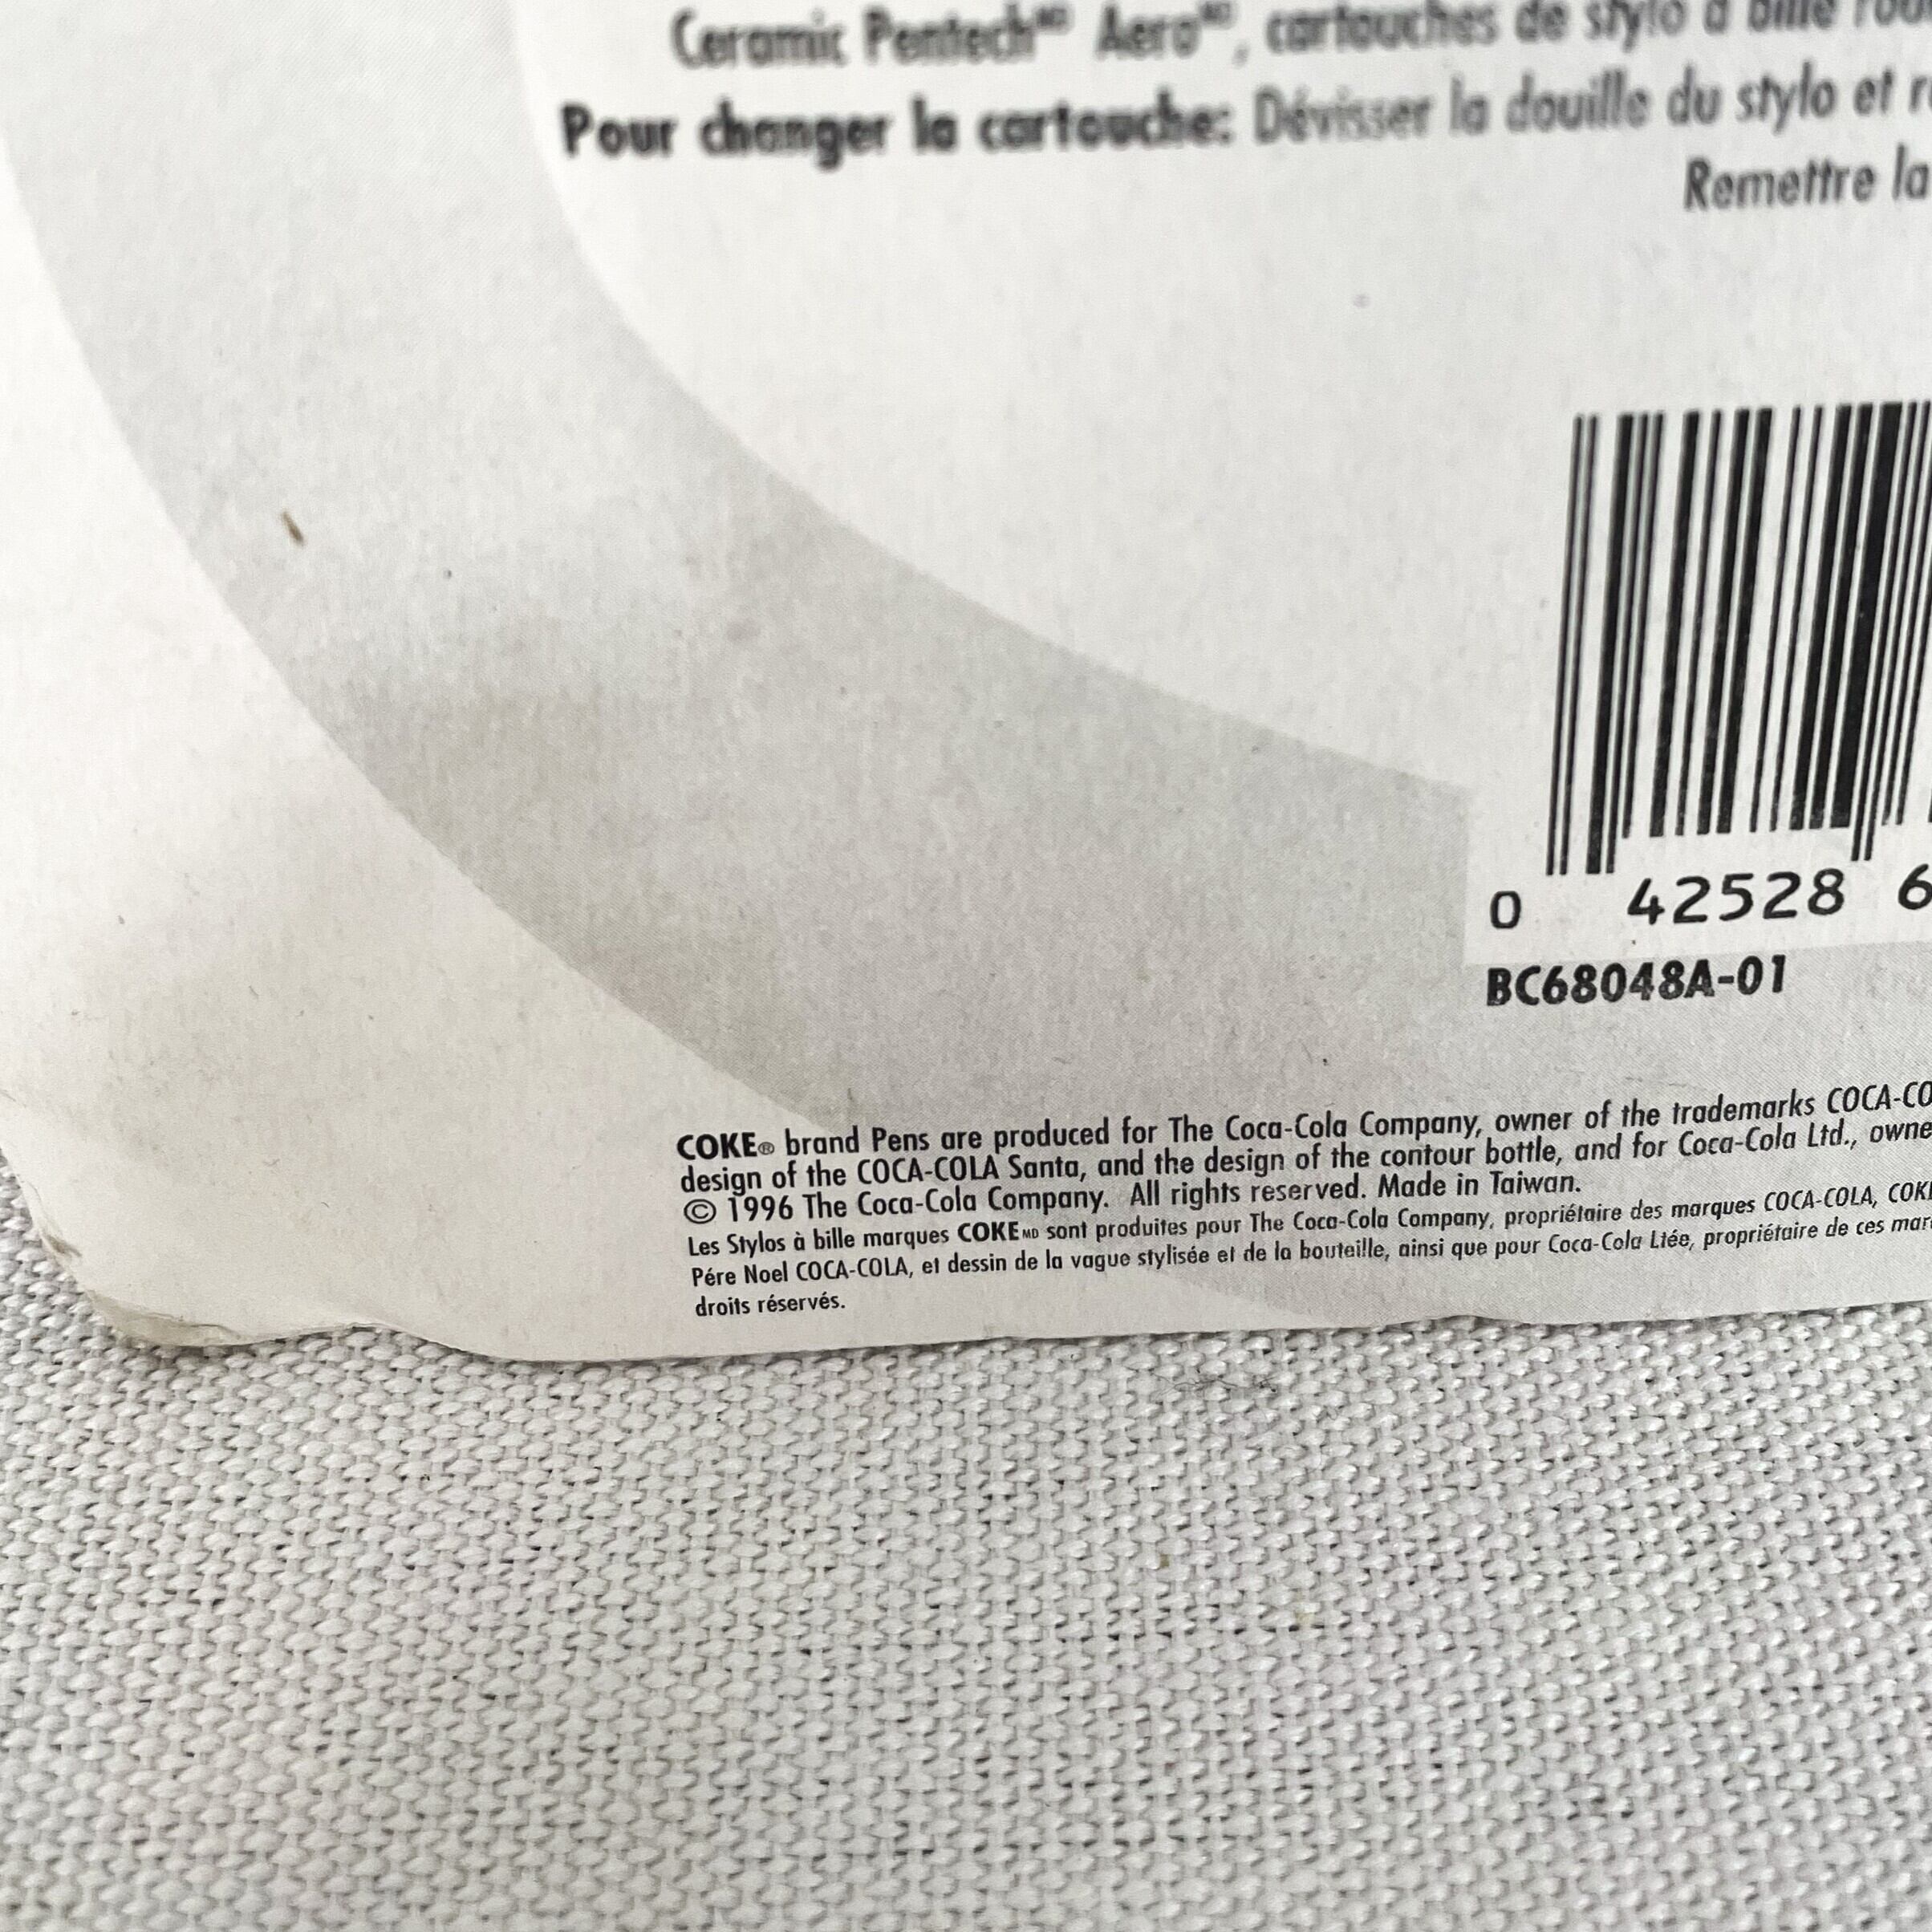 Ceramic Pentech MD Aero MD, cartouches de stylo à bille
Pour changer la cartouche: Dévisser la douille du stylo et
Remettre la
0 42528 6
BC68048A-01
COKE® brand Pens are produced for The Coca-Cola Company, owner of the trademarks COCA-CO
design of the COCA-COLA Santa, and the design of the contour bottle, and for Coca-Cola Ltd., owne
© 1996 The Coca-Cola Company. All rights reserved. Made in Taiwan.
Les Stylos à bille marques COKE MD sont produites pour The Coca-Cola Company, propriétaire des marques COCA-COLA, COK
Pére Noel COCA-COLA, et dessin de la vague stylisée et de la bouteille, ainsi que pour Coca-Cola Ltée, propriétaire de ces mar
droits réservés.